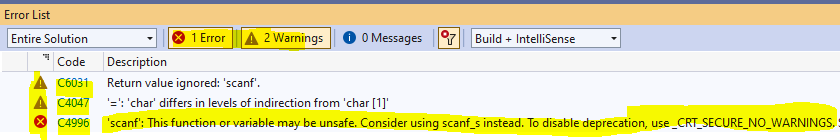 Error List
Entire Solution 1 Error 2 Warnings 0 Messages Build + IntelliSense
Code Description
C6031 Return value ignored: 'scanf'.
C4047 '=': 'char' differs in levels of indirection from 'char [1]'
C4996 'scanf': This function or variable may be unsafe. Consider using scanf_s instead. To disable deprecation, use _CRT_SECURE_NO_WARNINGS.